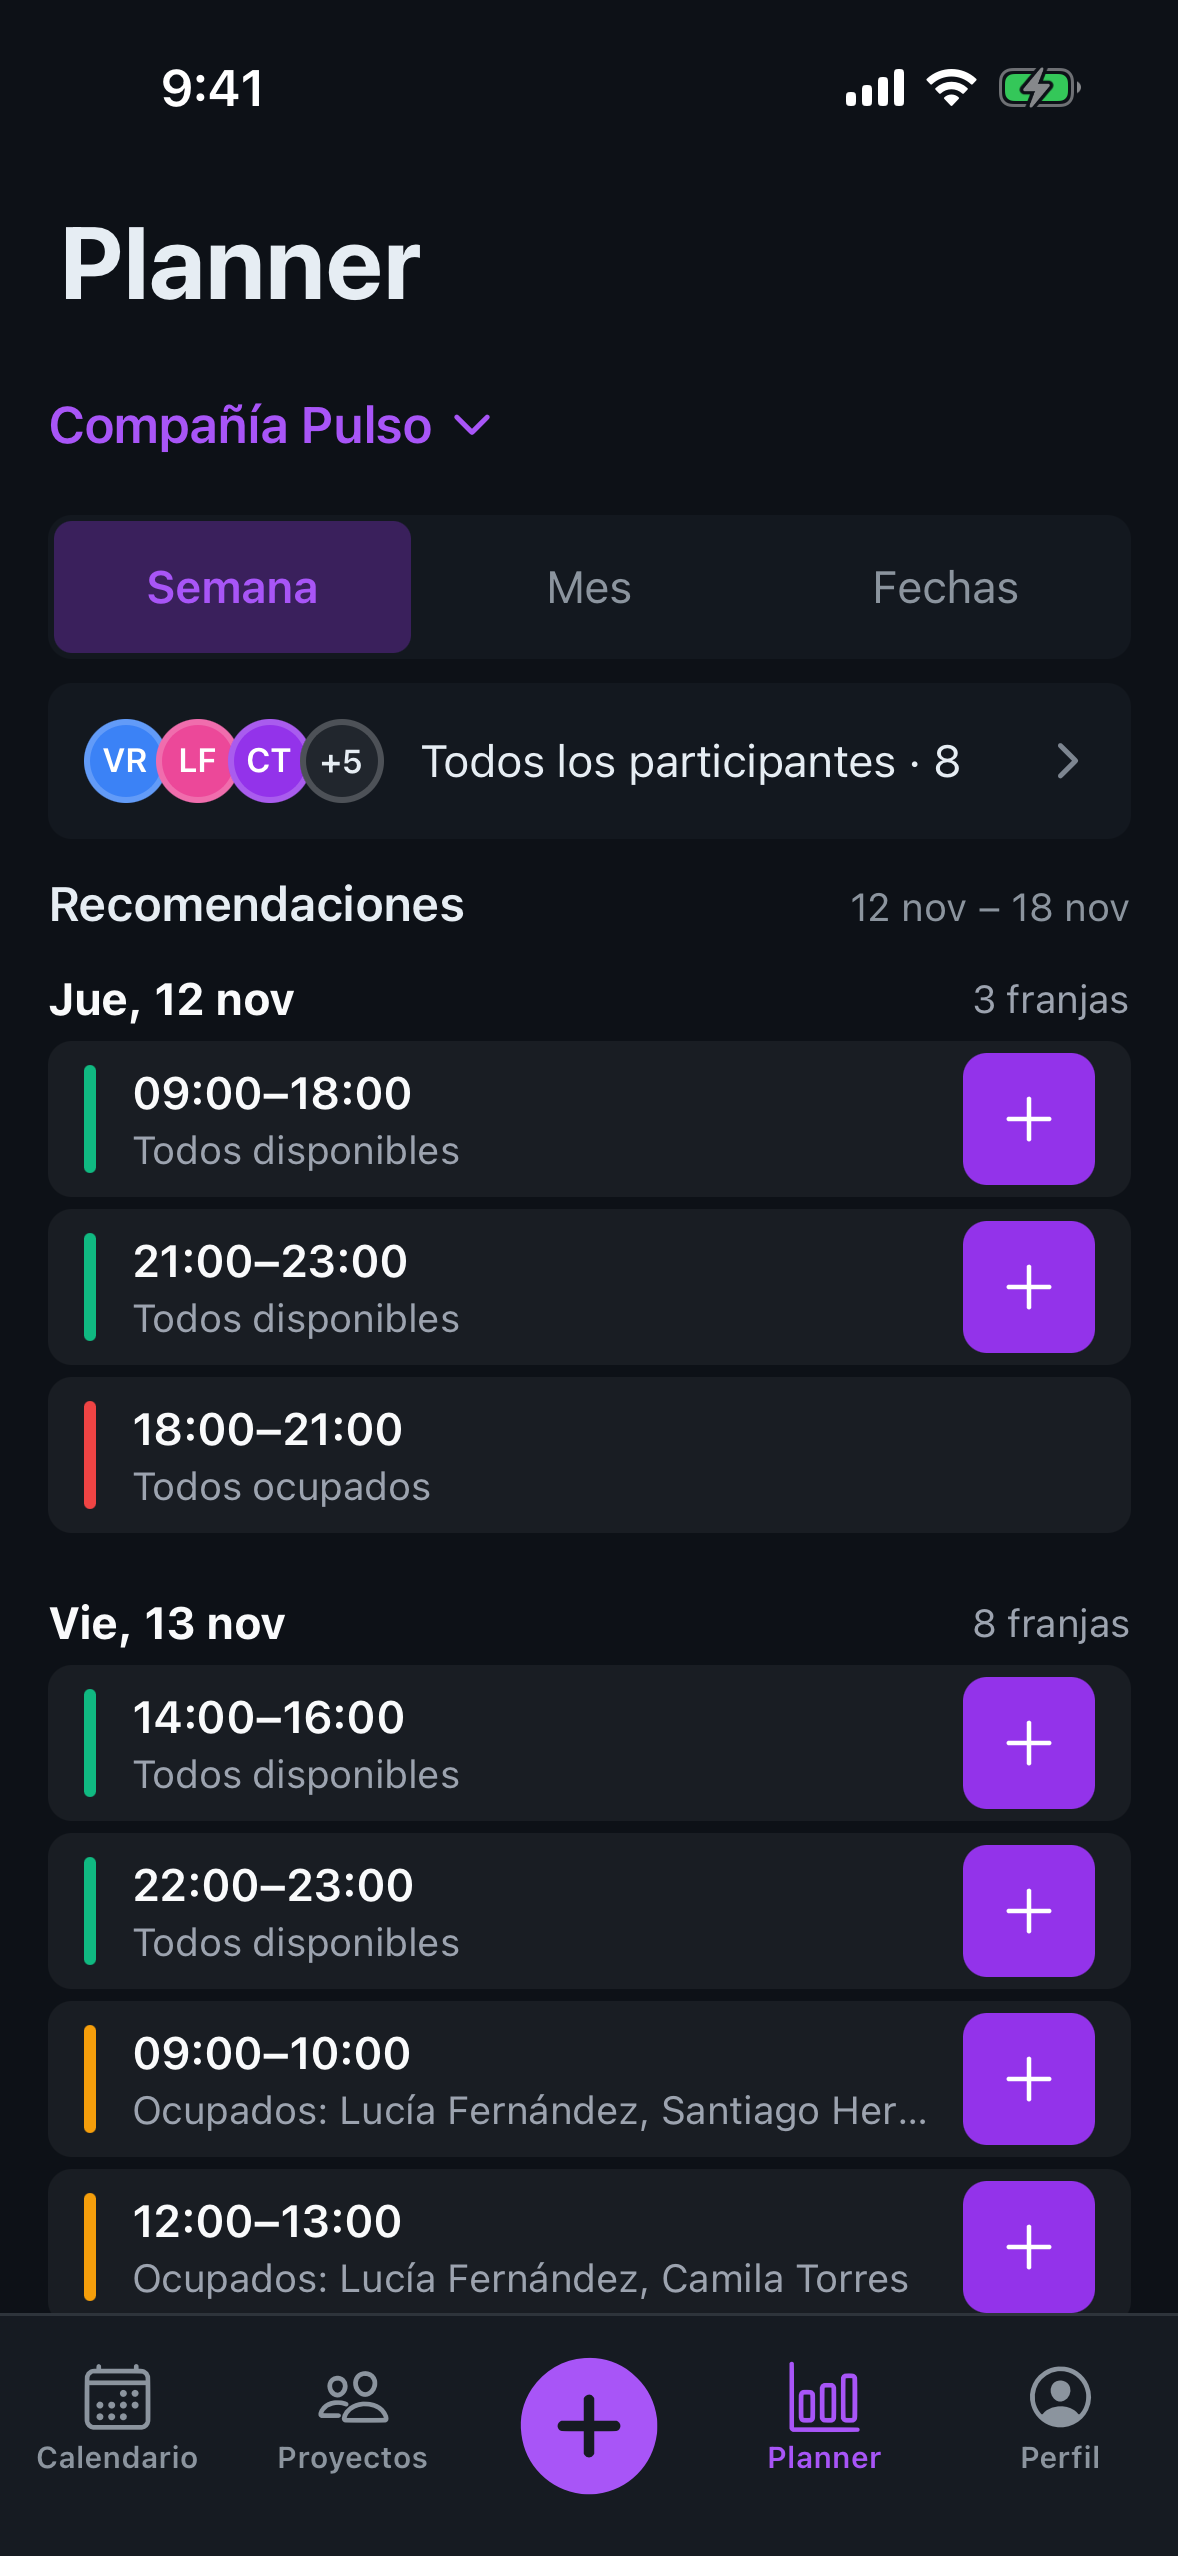 9:41
Planner
Compañía Pulso
Semana
Mes
Fechas
VR LF CT +5 Todos los participantes · 8
Recomendaciones 12 nov – 18 nov
Jue, 12 nov 3 franjas
09:00–18:00
Todos disponibles
21:00–23:00
Todos disponibles
18:00–21:00
Todos ocupados
Vie, 13 nov 8 franjas
14:00–16:00
Todos disponibles
22:00–23:00
Todos disponibles
09:00–10:00
Ocupados: Lucía Fernández, Santiago Her...
12:00–13:00
Ocupados: Lucía Fernández, Camila Torres
Calendario
Proyectos
Planner
Perfil